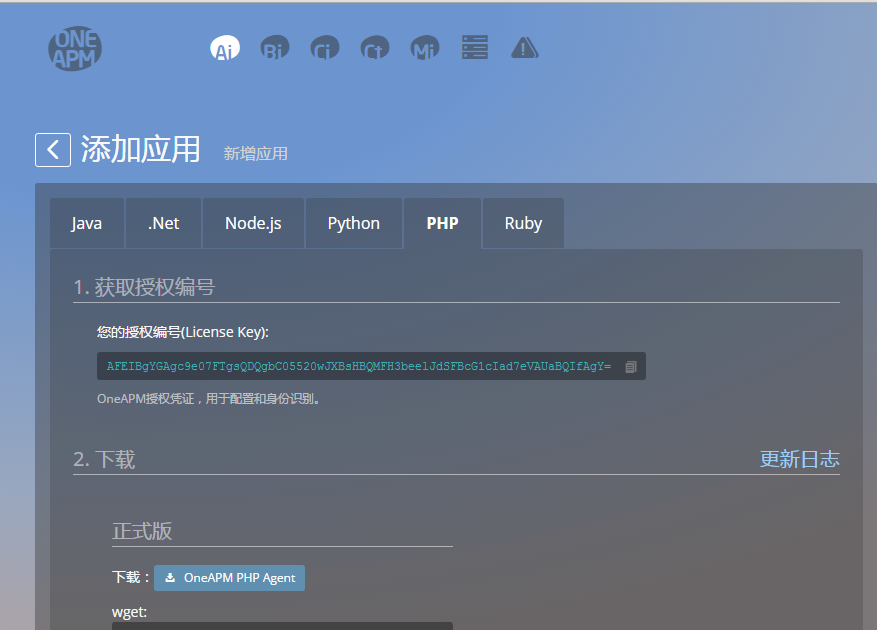 ONE
APM
Ai Bi Ci Ct Mi
添加应用 新增应用
Java .Net Node.js Python PHP Ruby
1. 获取授权编号
您的授权编号(License Key):
AFEIBgYGAgc9e07FTgsQDQgbC05520wJXBsHBQMFH3bee1JdSFBcG1cIad7eVAUaBQIfAgY=
OneAPM授权凭证，用于配置和身份识别。
2. 下载 更新日志
正式版
下载： OneAPM PHP Agent
wget: